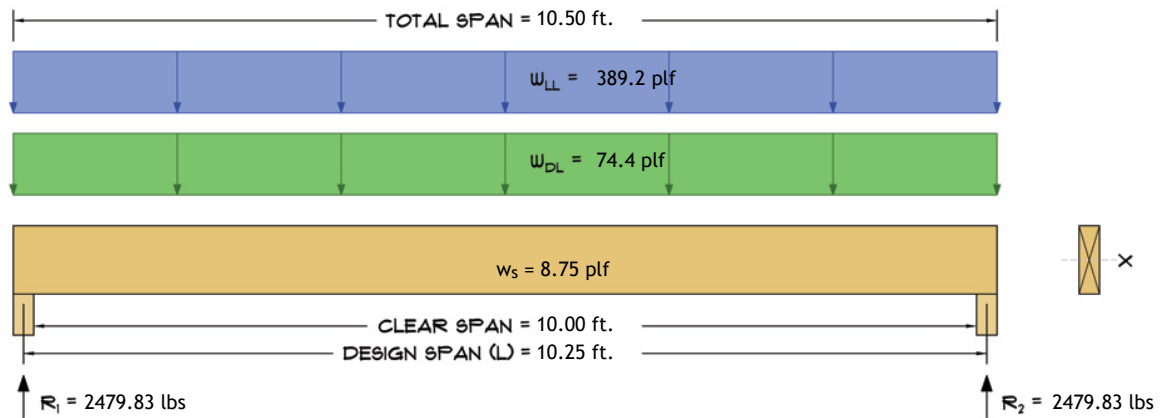 TOTAL SPAN = 10.50 ft.
WLL = 389.2 plf
WDL = 74.4 plf
ws = 8.75 plf
X
CLEAR SPAN = 10.00 ft.
DESIGN SPAN (L) = 10.25 ft.
R1 = 2479.83 lbs
R2 = 2479.83 lbs